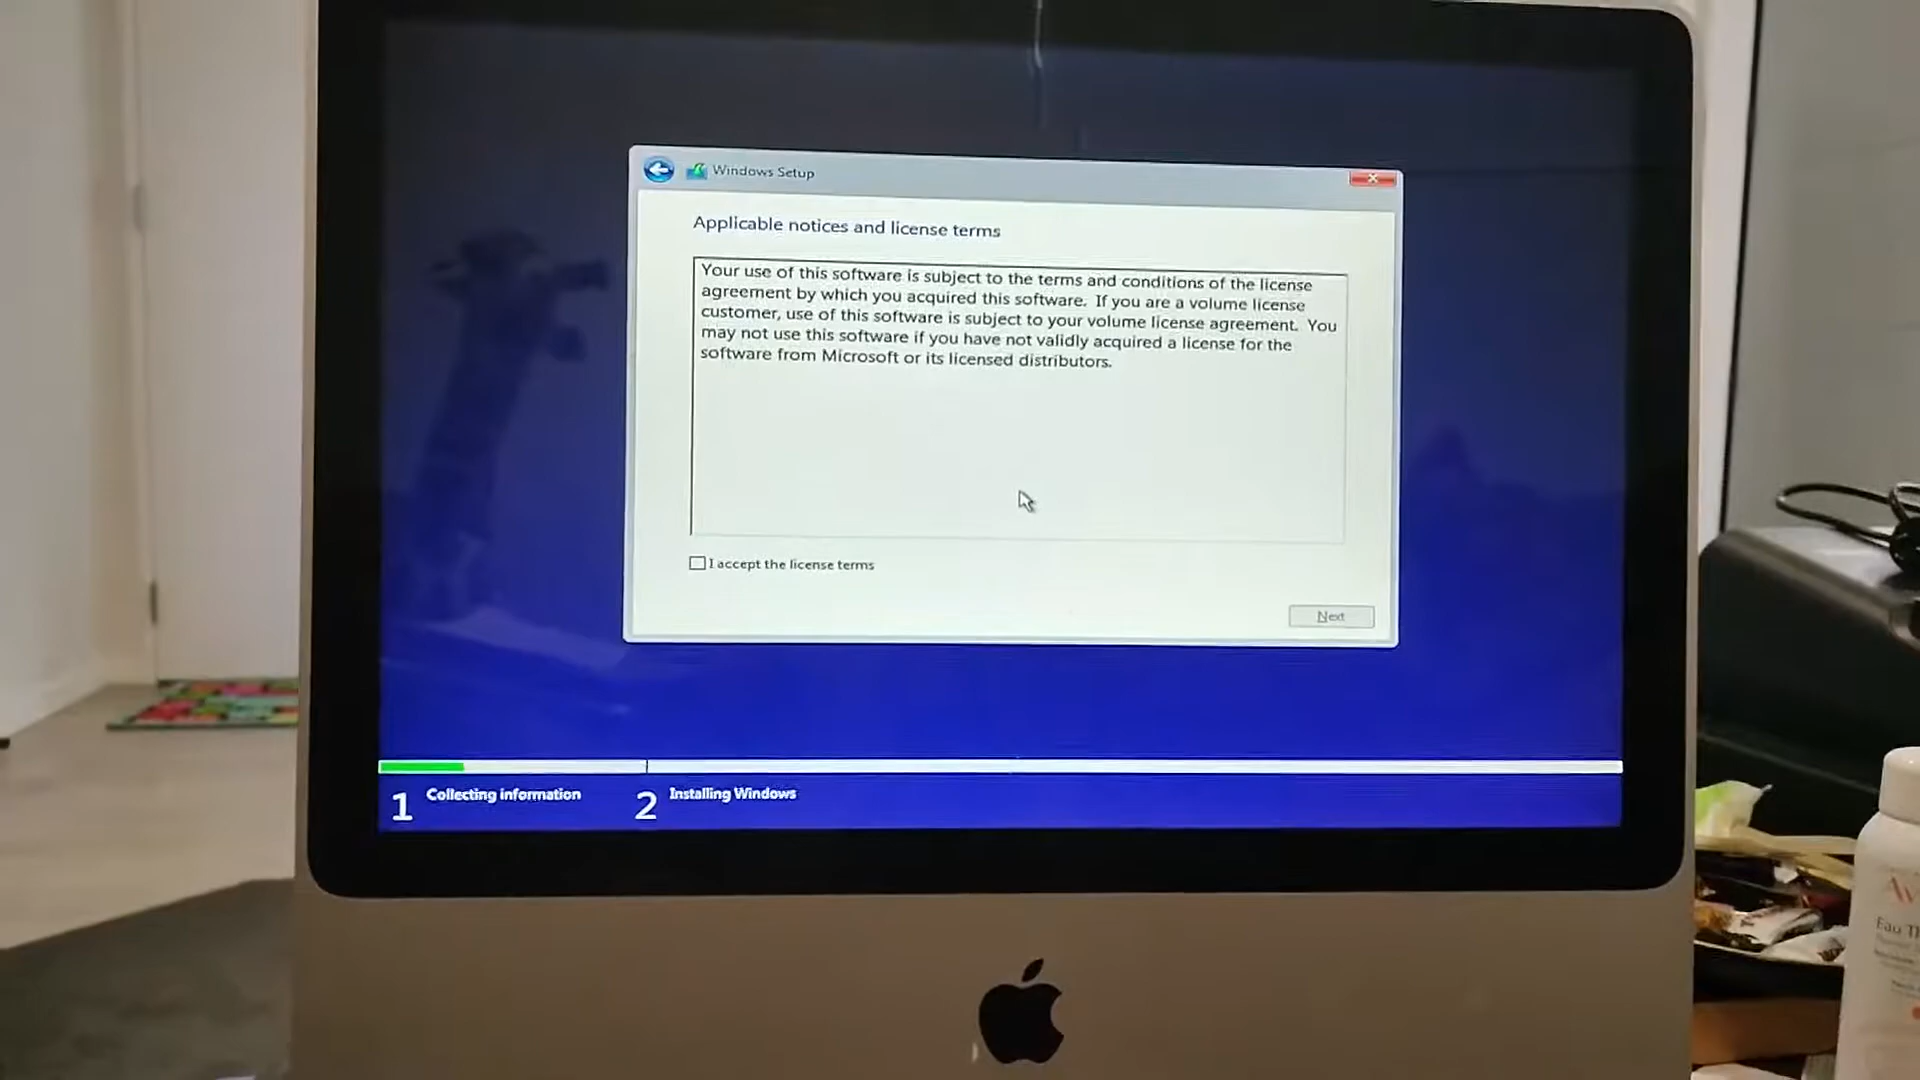 Windows Setup
Applicable notices and license terms
Your use of this software is subject to the terms and conditions of the license
agreement by which you acquired this software. If you are a volume license
customer, use of this software is subject to your volume license agreement. You
may not use this software if you have not validly acquired a license for the
software from Microsoft or its licensed distributors.
I accept the license terms
Next
1 Collecting information
2 Installing Windows
Eau